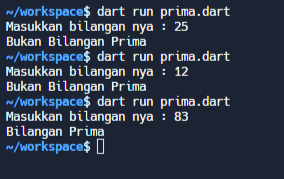 ~/workspace$ dart run prima.dart
Masukkan bilangan nya : 25
Bukan Bilangan Prima
~/workspace$ dart run prima.dart
Masukkan bilangan nya : 12
Bukan Bilangan Prima
~/workspace$ dart run prima.dart
Masukkan bilangan nya : 83
Bilangan Prima
~/workspace$